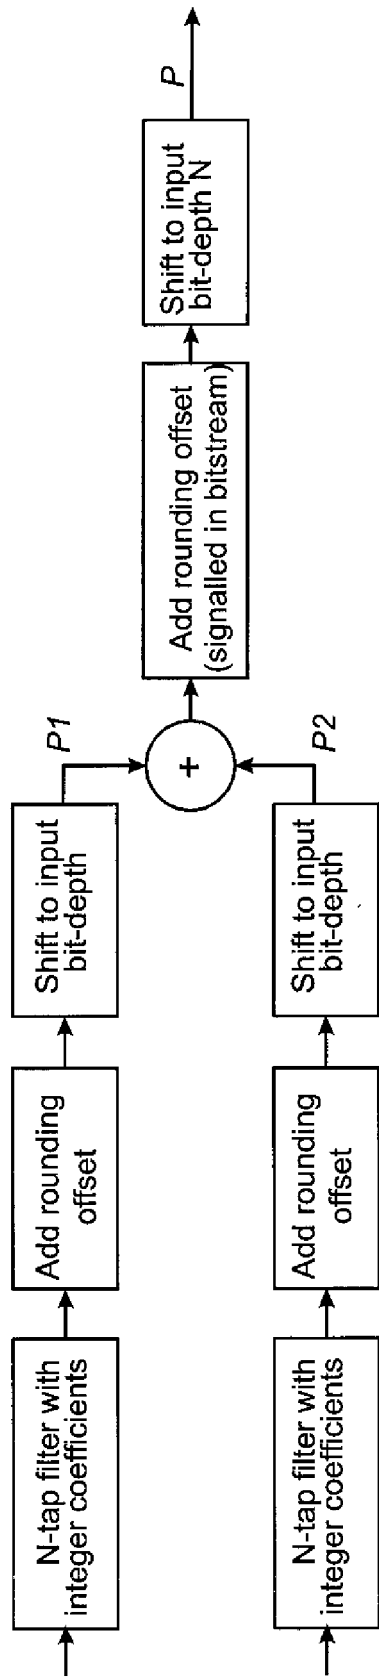 N-tap filter with
integer coefficients
Add rounding
offset
Shift to input
bit-depth
P1
N-tap filter with
integer coefficients
Add rounding
offset
Shift to input
bit-depth
P2
+
Add rounding offset
(signalled in bitstream)
Shift to input
bit-depth N
P